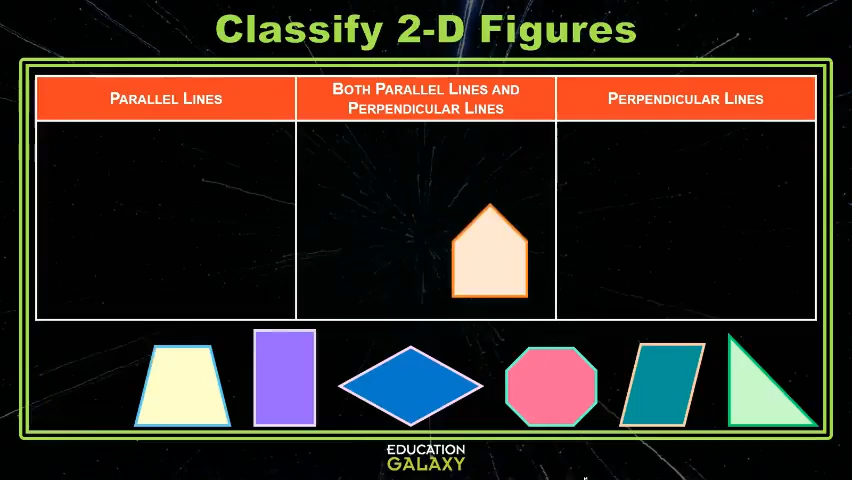 Classify 2-D Figures
PARALLEL LINES
BOTH PARALLEL LINES AND
PERPENDICULAR LINES
PERPENDICULAR LINES
EDUCATION
GALAXY